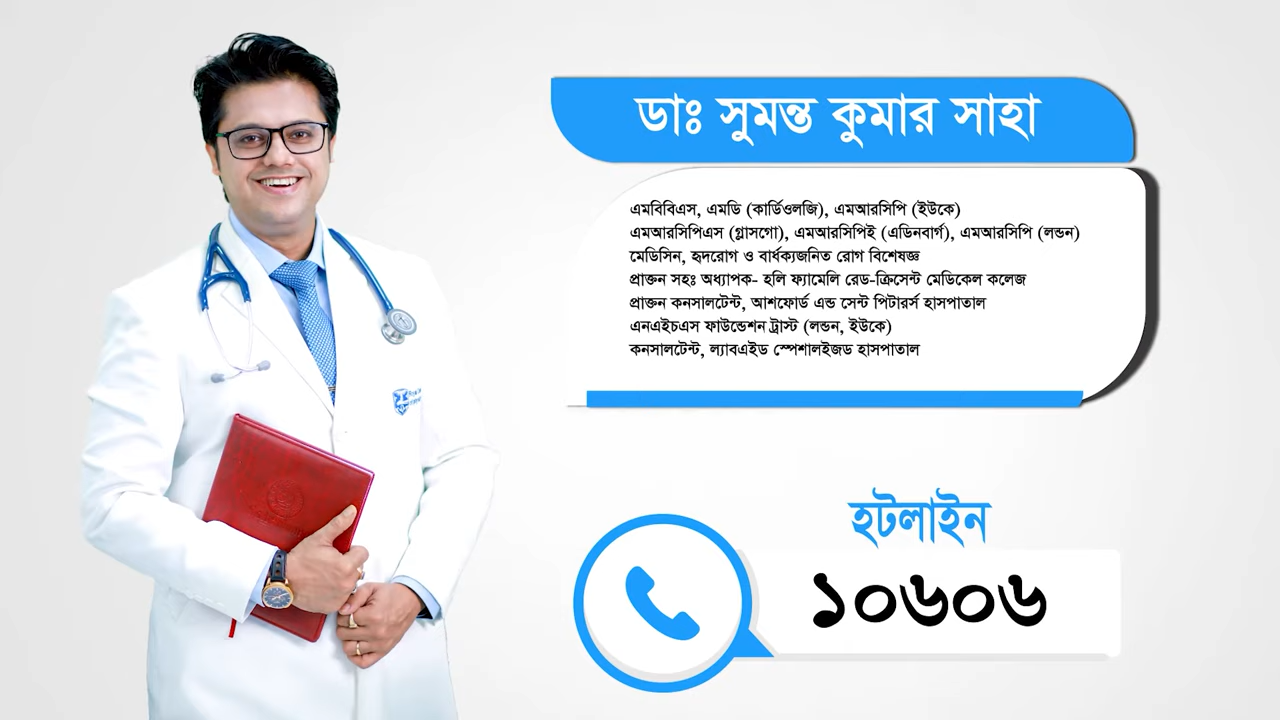 ডাঃ সুমন্ত কুমার সাহা
এমবিবিএস, এমডি (কার্ডিওলজি), এমআরসিপি (ইউকে)
এমআরসিপিএস (গ্লাসগো), এমআরসিপিই (এডিনবার্গ), এমআরসিপি (লন্ডন)
মেডিসিন, হৃদরোগ ও বার্ধক্যজনিত রোগ বিশেষজ্ঞ
প্রাক্তন সহঃ অধ্যাপক- হলি ফ্যামেলি রেড-ক্রিসেন্ট মেডিকেল কলেজ
প্রাক্তন কনসালটেন্ট, আশফোর্ড এন্ড সেন্ট পিটারর্স হাসপাতাল
এনএইচএস ফাউন্ডেশন ট্রাস্ট (লন্ডন, ইউকে)
কনসালটেন্ট, ল্যাবএইড স্পেশালইজড হাসপাতাল
হটলাইন
১০৬০৬